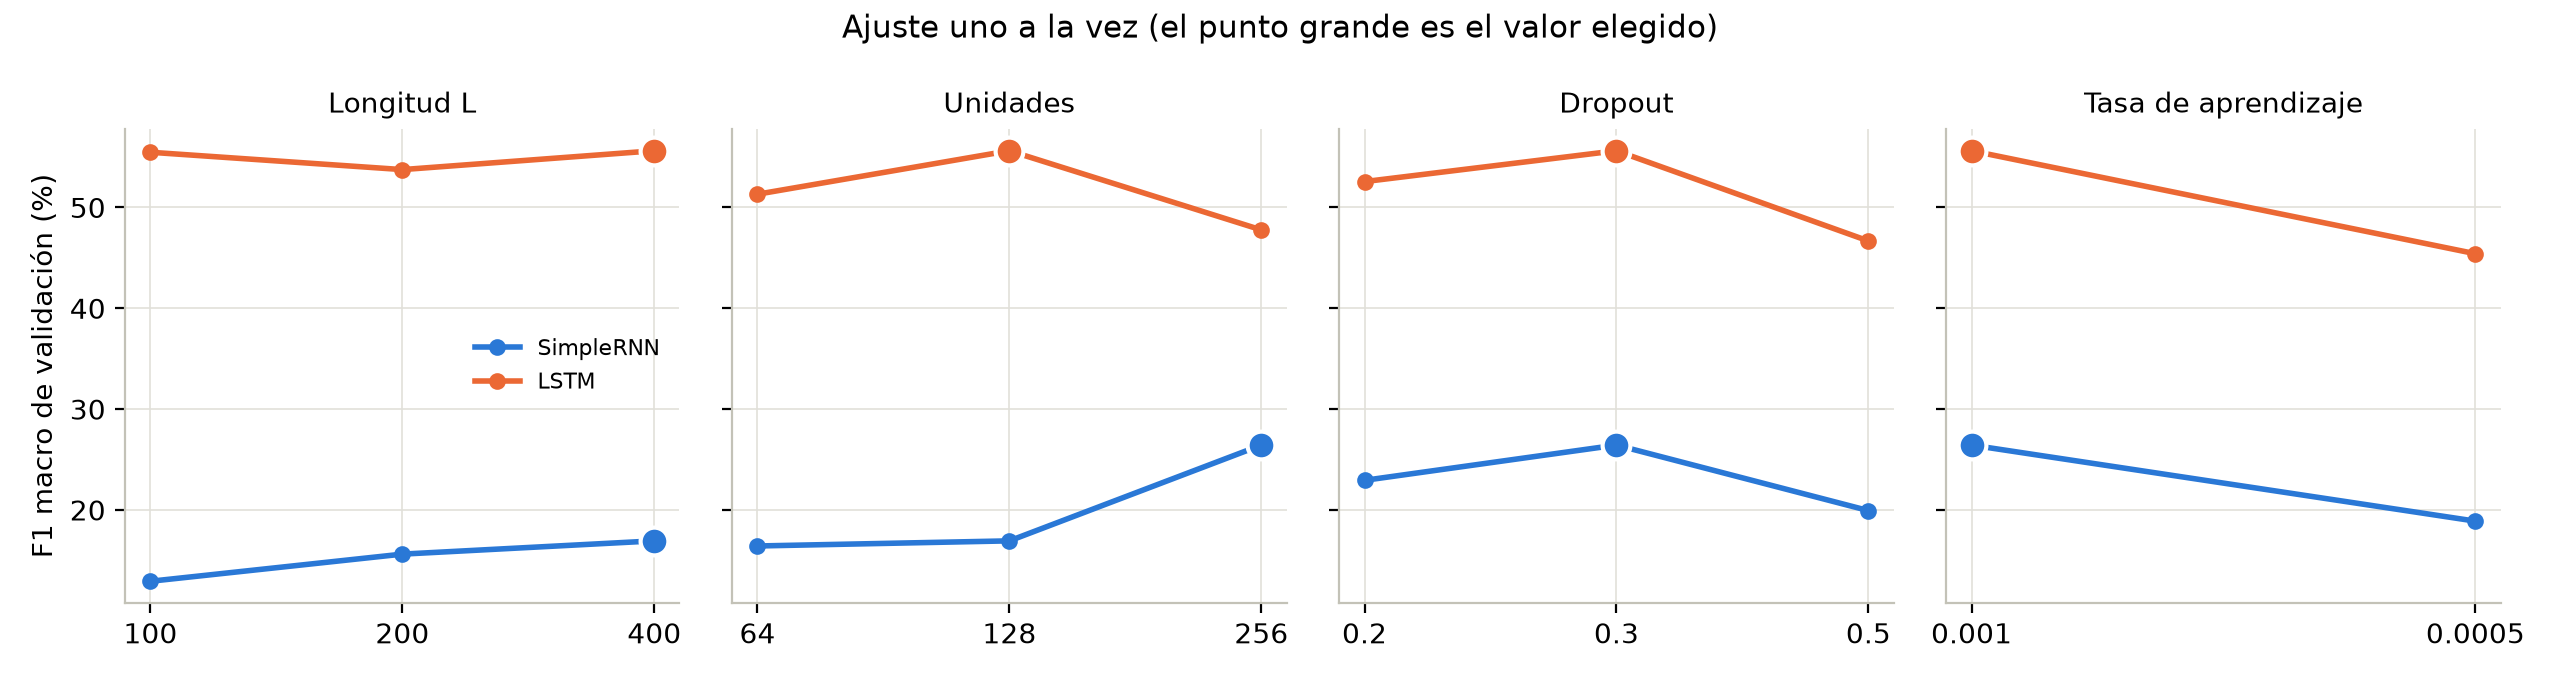 Ajuste uno a la vez (el punto grande es el valor elegido)
Longitud L
Unidades
Dropout
Tasa de aprendizaje
F1 macro de validación (%)
50
40
30
20
SimpleRNN
LSTM
100 200 400
64 128 256
0.2 0.3 0.5
0.001 0.0005